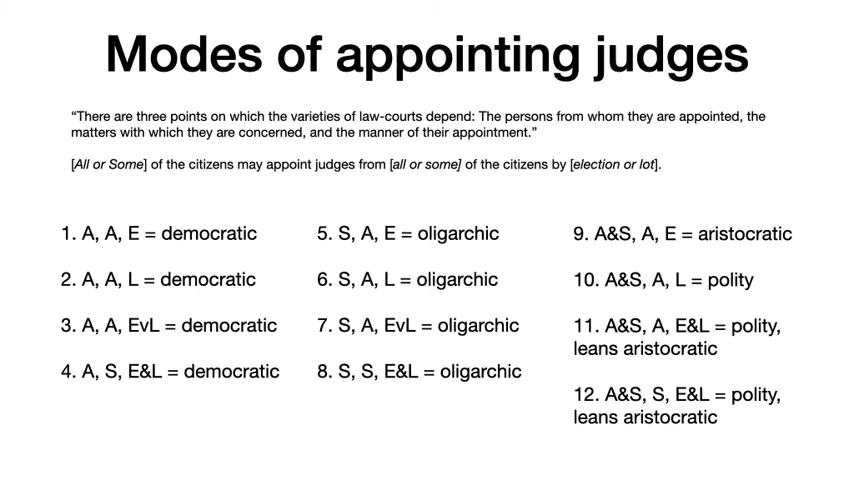 Modes of appointing judges
“There are three points on which the varieties of law-courts depend: The persons from whom they are appointed, the
matters with which they are concerned, and the manner of their appointment.”
[All or Some] of the citizens may appoint judges from [all or some] of the citizens by [election or lot].
1. A, A, E = democratic
2. A, A, L = democratic
3. A, A, EvL = democratic
4. A, S, E&L = democratic
5. S, A, E = oligarchic
6. S, A, L = oligarchic
7. S, A, EvL = oligarchic
8. S, S, E&L = oligarchic
9. A&S, A, E = aristocratic
10. A&S, A, L = polity
11. A&S, A, E&L = polity,
leans aristocratic
12. A&S, S, E&L = polity,
leans aristocratic